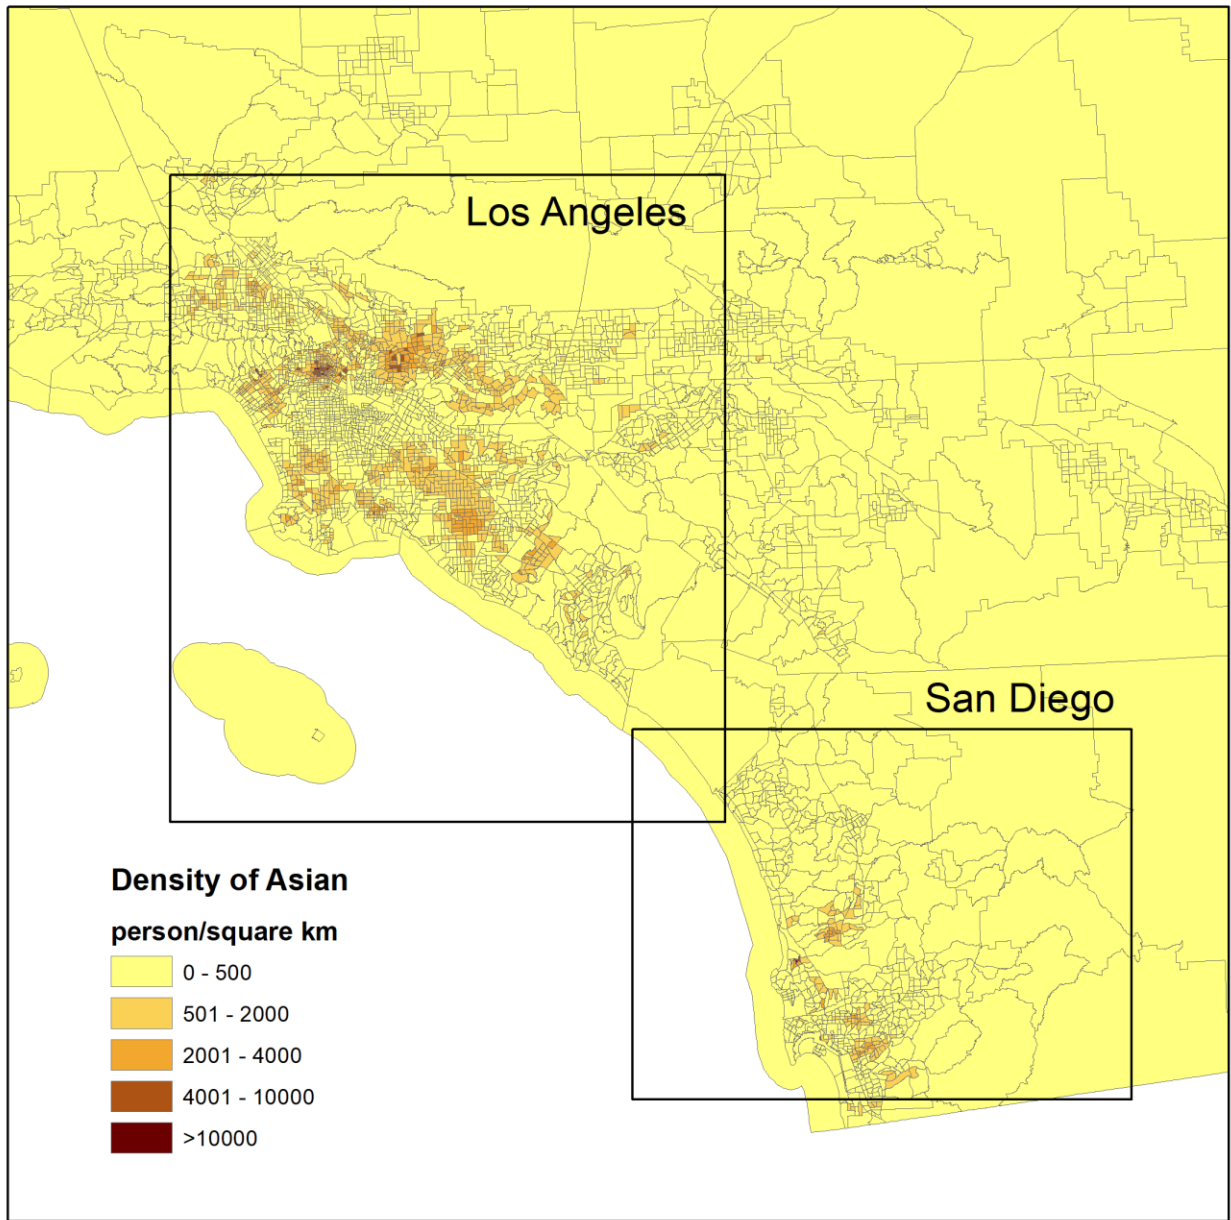 Los Angeles
San Diego
Density of Asian
person/square km
0 - 500
501 - 2000
2001 - 4000
4001 - 10000
>10000